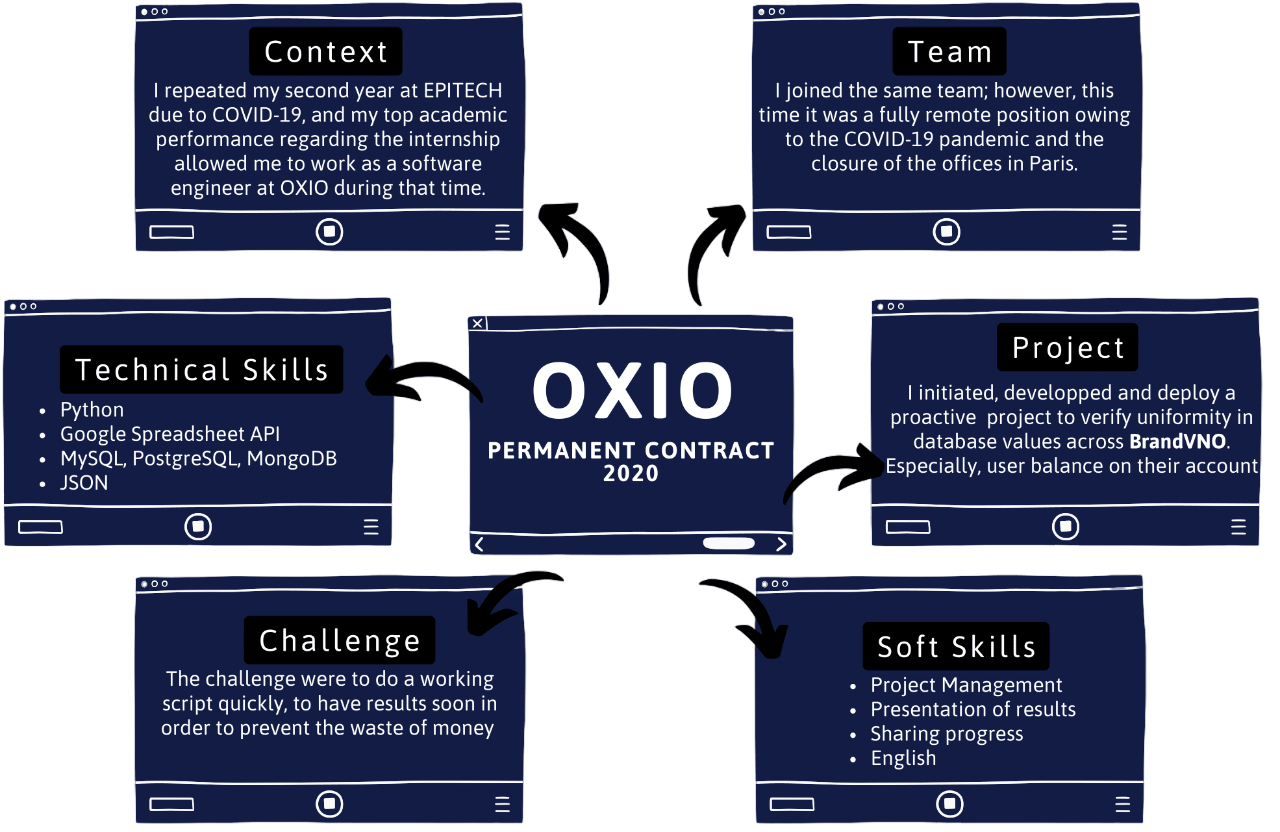 Context
I repeated my second year at EPITECH
due to COVID-19, and my top academic
performance regarding the internship
allowed me to work as a software
engineer at OXIO during that time.
Team
I joined the same team; however, this
time it was a fully remote position owing
to the COVID-19 pandemic and the
closure of the offices in Paris.
Technical Skills
• Python
• Google Spreadsheet API
• MySQL, PostgreSQL, MongoDB
• JSON
OXIO
PERMANENT CONTRACT
2020
Project
I initiated, developped and deploy a
proactive project to verify uniformity in
database values across BrandVNO.
Especially, user balance on their account
Challenge
The challenge were to do a working
script quickly, to have results soon in
order to prevent the waste of money
Soft Skills
• Project Management
• Presentation of results
• Sharing progress
• English